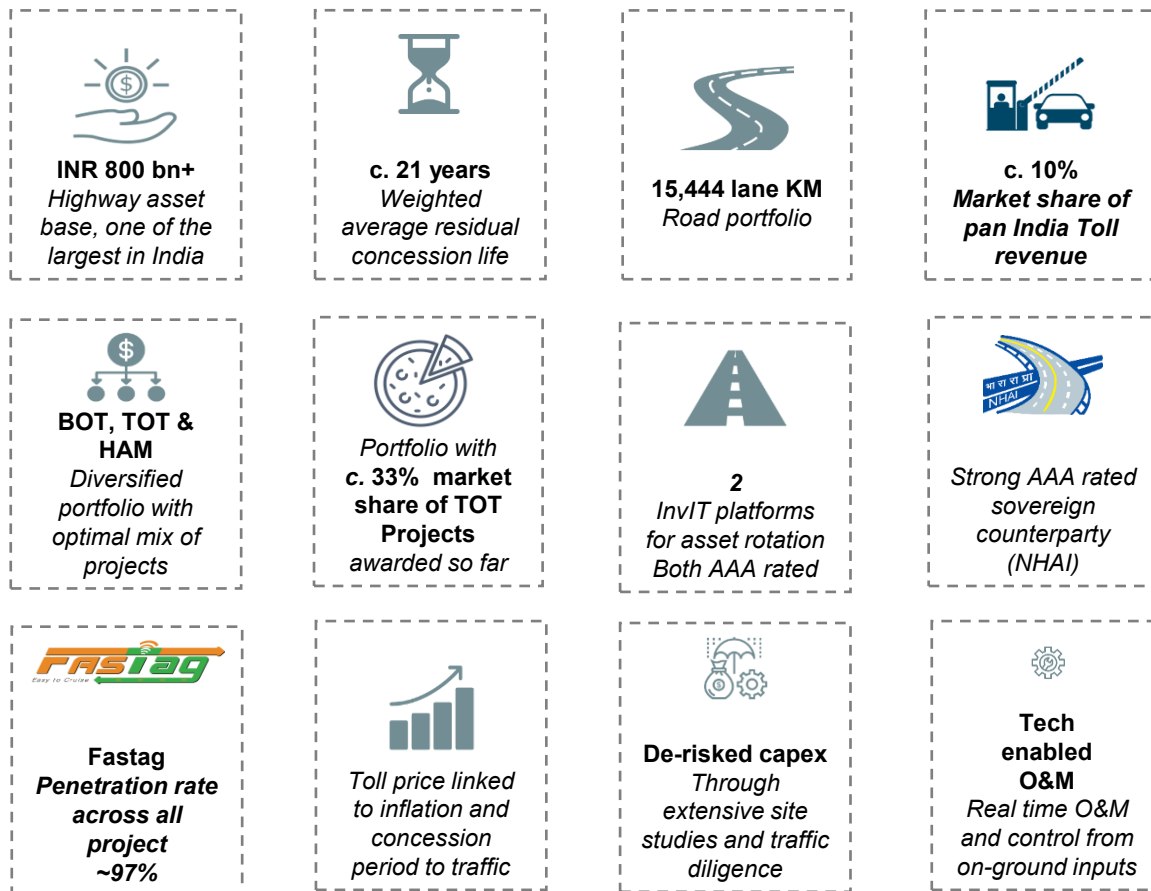 INR 800 bn+
Highway asset
base, one of the
largest in India
c. 21 years
Weighted
average residual
concession life
15,444 lane KM
Road portfolio
c. 10%
Market share of
pan India Toll
revenue
BOT, TOT &
HAM
Diversified
portfolio with
optimal mix of
projects
Portfolio with
c. 33% market
share of TOT
Projects
awarded so far
2
InvIT platforms
for asset rotation
Both AAA rated
भा रा रा प्रा
NHAI
Strong AAA rated
sovereign
counterparty
(NHAI)
FASTag
Easy to Cruise
Fastag
Penetration rate
across all
project
~97%
Toll price linked
to inflation and
concession
period to traffic
De-risked capex
Through
extensive site
studies and traffic
diligence
Tech
enabled
O&M
Real time O&M
and control from
on-ground inputs